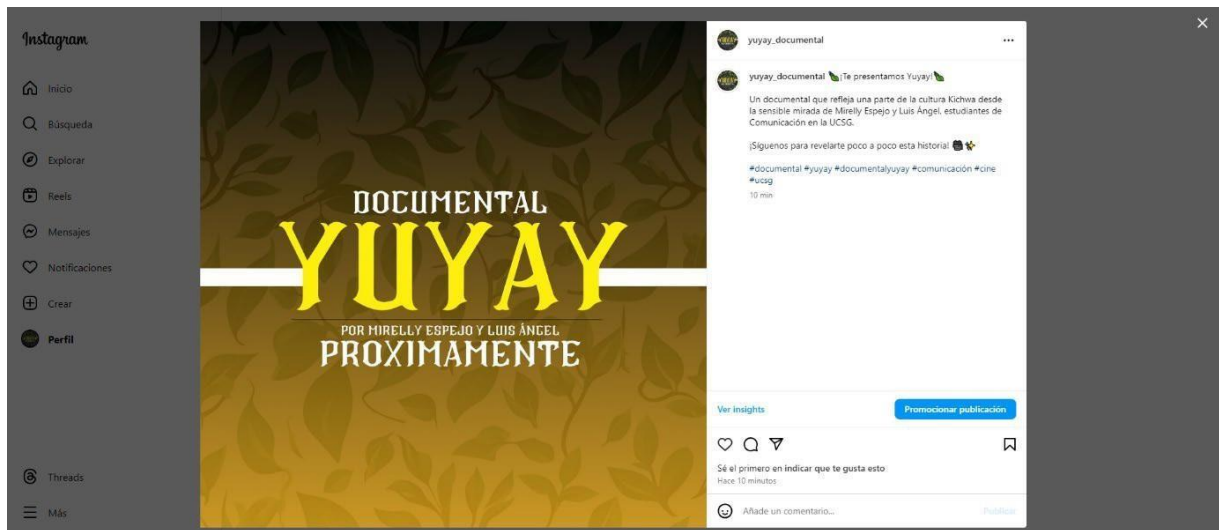 Instagram
Inicio
Búsqueda
Explorar
Reels
Mensajes
Notificaciones
Crear
Perfil
Threads
Más
DOCUMENTAL
YUYAY
POR MIRELLY ESPEJO Y LUIS ÁNGEL
PROXIMAMENTE
yuyay_documental
yuyay_documental ¡Te presentamos Yuyay!
Un documental que refleja una parte de la cultura Kichwa desde
la sensible mirada de Mirelly Espejo y Luis Ángel, estudiantes de
Comunicación en la UCSG.
¡Síguenos para revelarte poco a poco esta historia!
#documental #yuyay #documentalyuyay #comunicación #cine
#ucsg
10 min
Ver insights
Promocionar publicación
Sé el primero en indicar que te gusta esto
Hace 10 minutos
Añade un comentario...
Publicar